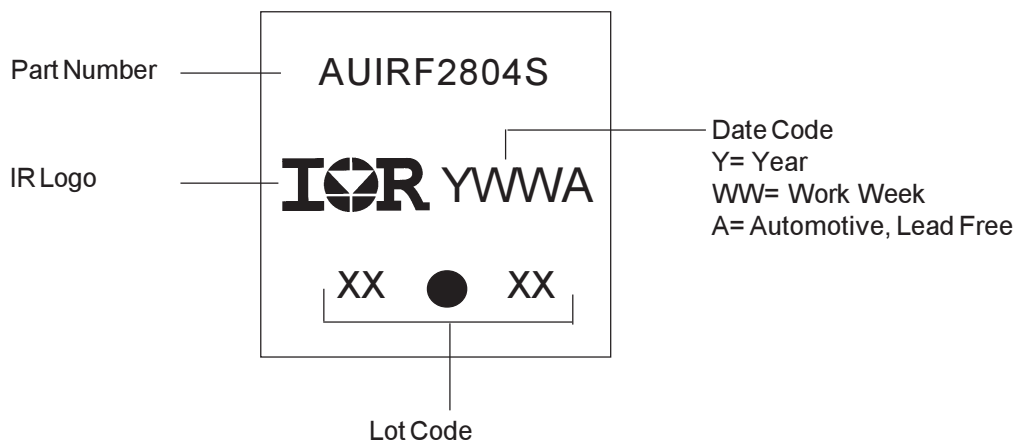 Part Number
AUIRF2804S
IR Logo
IOR YWWA
Date Code
Y= Year
WW= Work Week
A= Automotive, Lead Free
XX ● XX
Lot Code